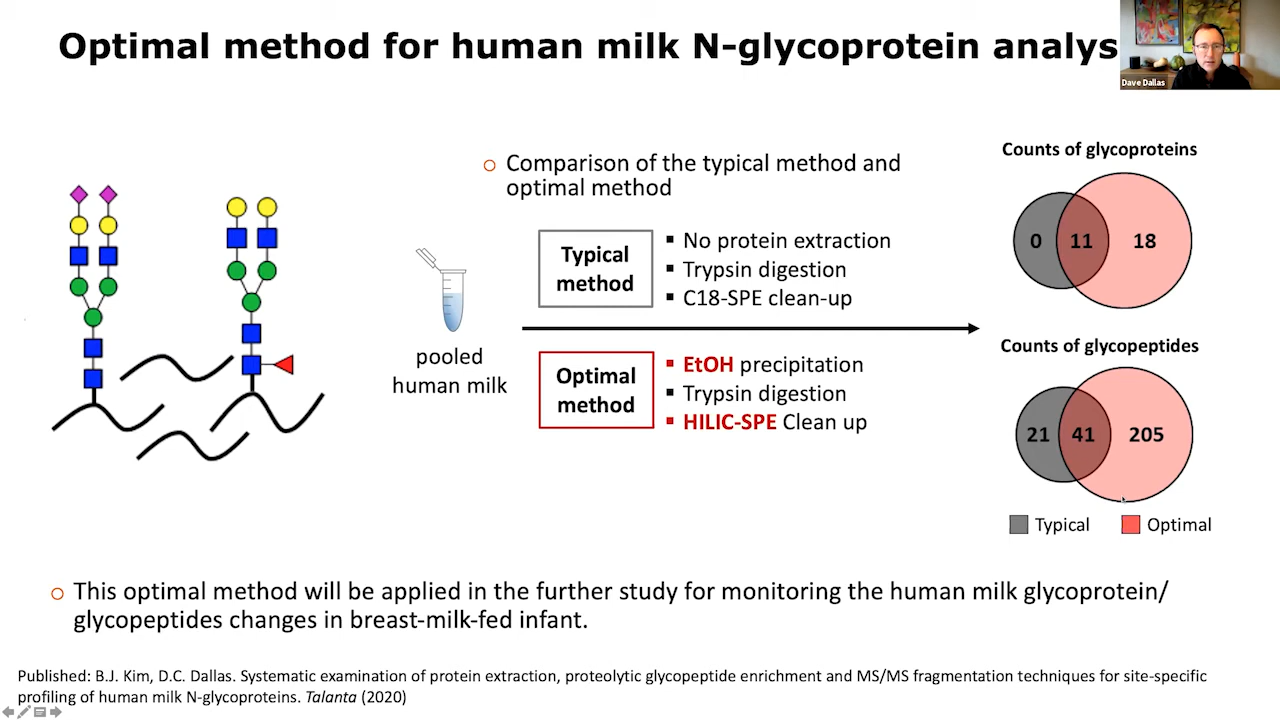 Optimal method for human milk N-glycoprotein analys
Dave Dallas
Comparison of the typical method and
optimal method
Typical
method
No protein extraction
Trypsin digestion
C18-SPE clean-up
pooled
human milk
Optimal
method
EtOH precipitation
Trypsin digestion
HILIC-SPE Clean up
Counts of glycoproteins
0 11 18
Counts of glycopeptides
21 41 205
Typical Optimal
This optimal method will be applied in the further study for monitoring the human milk glycoprotein/
glycopeptides changes in breast-milk-fed infant.
Published: B.J. Kim, D.C. Dallas. Systematic examination of protein extraction, proteolytic glycopeptide enrichment and MS/MS fragmentation techniques for site-specific
profiling of human milk N-glycoproteins. Talanta (2020)